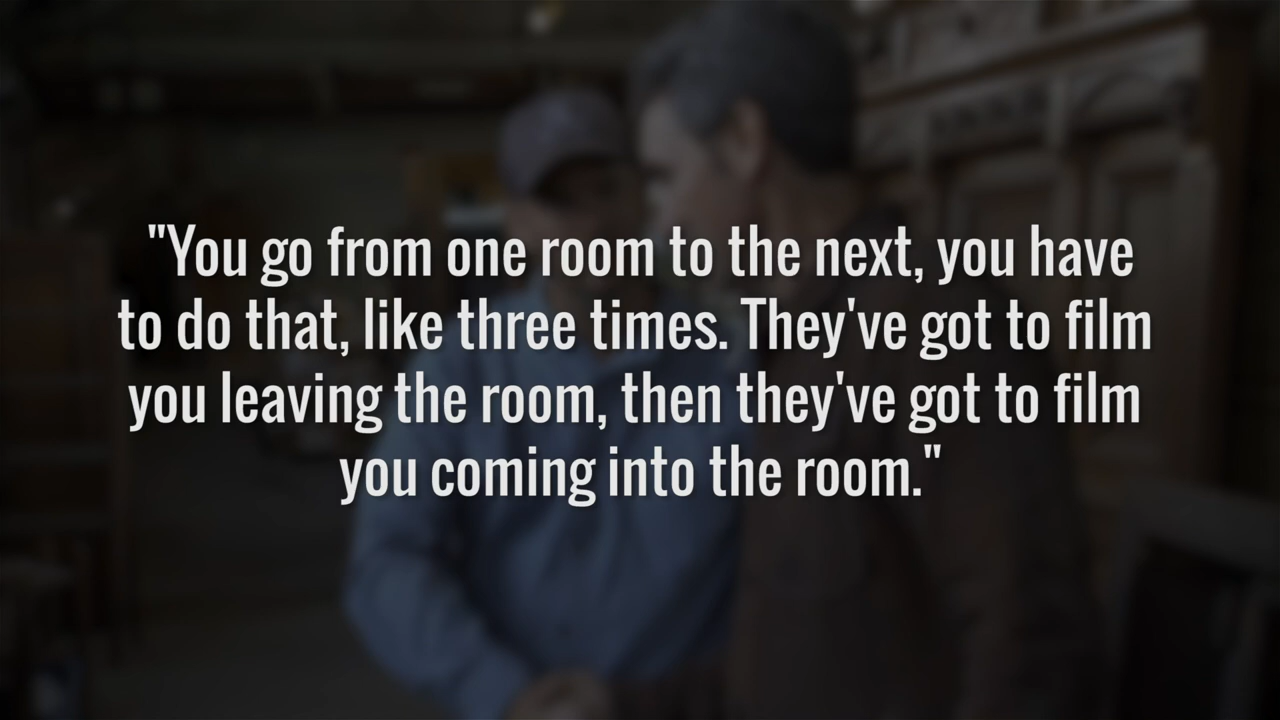 "You go from one room to the next, you have
to do that, like three times. They've got to film
you leaving the room, then they've got to film
you coming into the room."